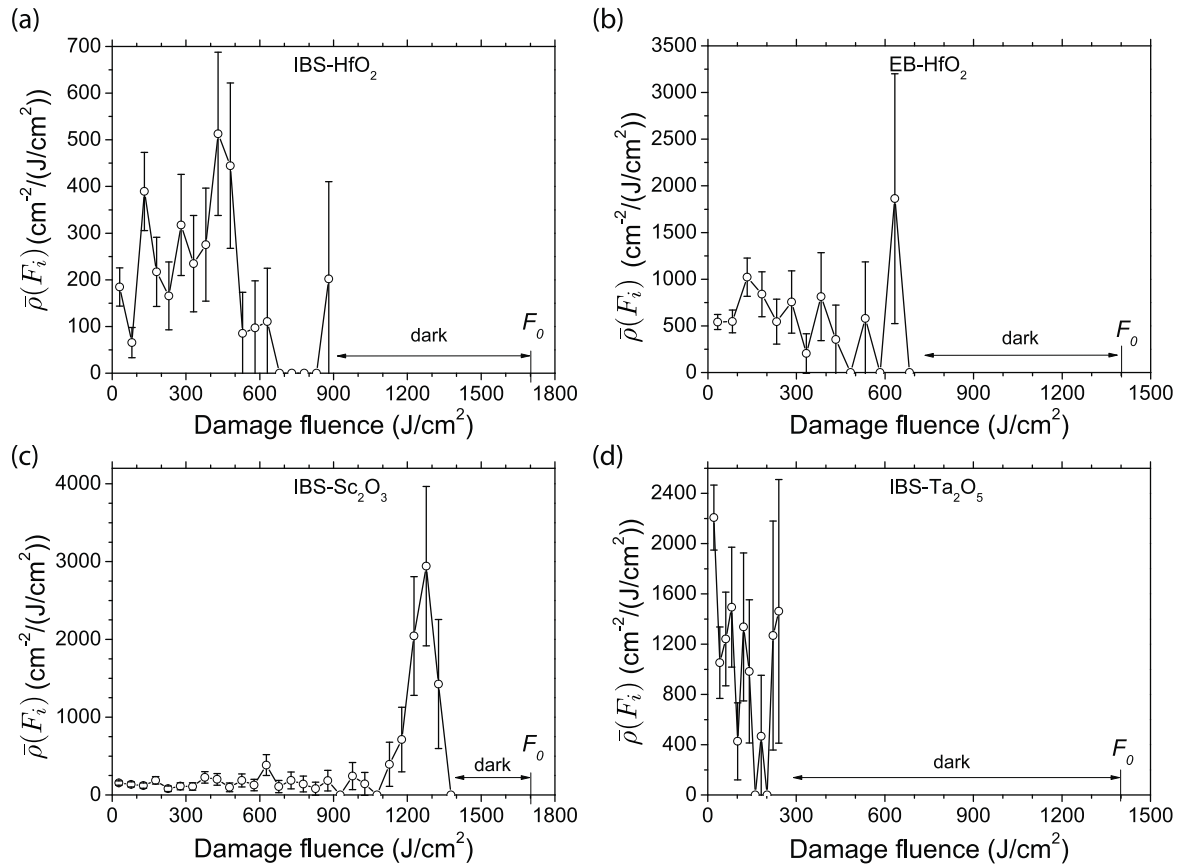 (a)
700
600
500
400
300
200
100
0
ρ̄(Fᵢ) (cm⁻²/(J/cm²))
IBS-HfO₂
dark
F₀
0 300 600 900 1200 1500 1800
Damage fluence (J/cm²)
(b)
3500
3000
2500
2000
1500
1000
500
0
ρ̄(Fᵢ) (cm⁻²/(J/cm²))
EB-HfO₂
dark
F₀
0 300 600 900 1200 1500
Damage fluence (J/cm²)
(c)
4000
3000
2000
1000
0
ρ̄(Fᵢ) (cm⁻²/(J/cm²))
IBS-Sc₂O₃
dark
F₀
0 300 600 900 1200 1500 1800
Damage fluence (J/cm²)
(d)
2400
2000
1600
1200
800
400
0
ρ̄(Fᵢ) (cm⁻²/(J/cm²))
IBS-Ta₂O₅
dark
F₀
0 300 600 900 1200 1500
Damage fluence (J/cm²)